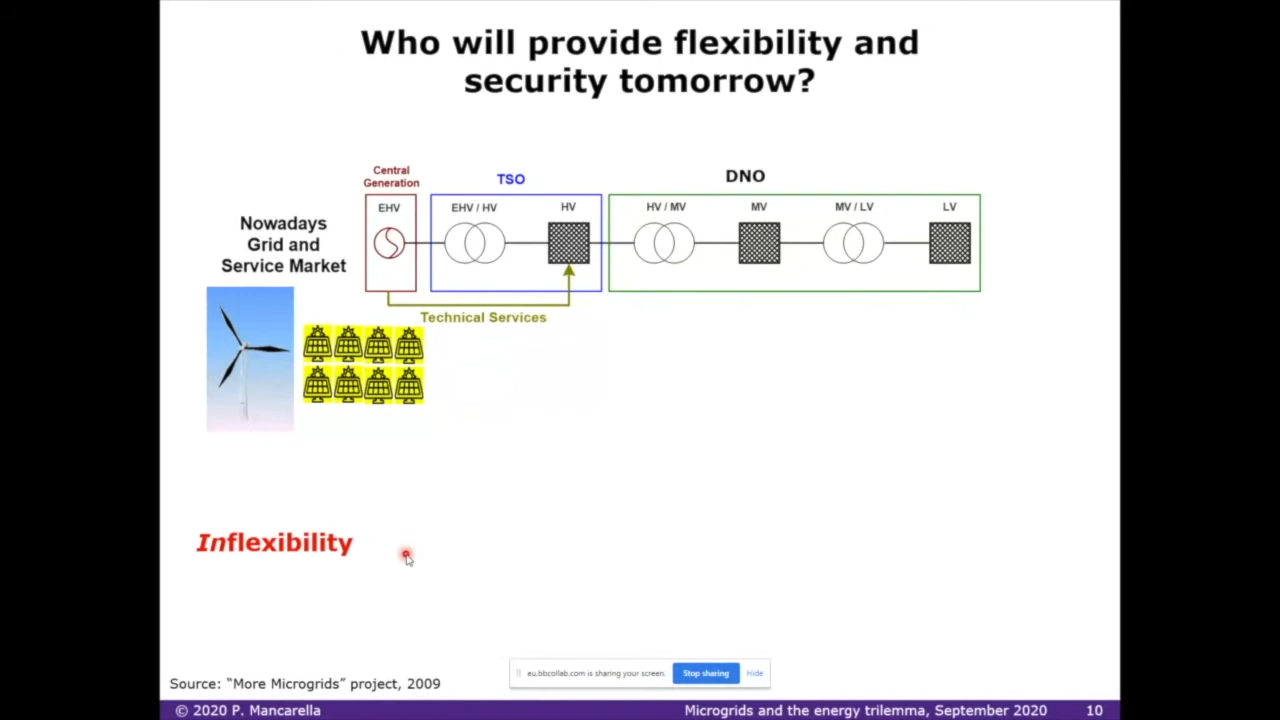 Who will provide flexibility and
security tomorrow?
Central
Generation
TSO
DNO
EHV
EHV / HV
HV
HV / MV
MV
MV / LV
LV
Nowadays
Grid and
Service Market
Technical Services
Inflexibility
eu.bbcollab.com is sharing your screen.
Stop sharing
Hide
Source: “More Microgrids” project, 2009
© 2020 P. Mancarella
Microgrids and the energy trilemma, September 2020
10